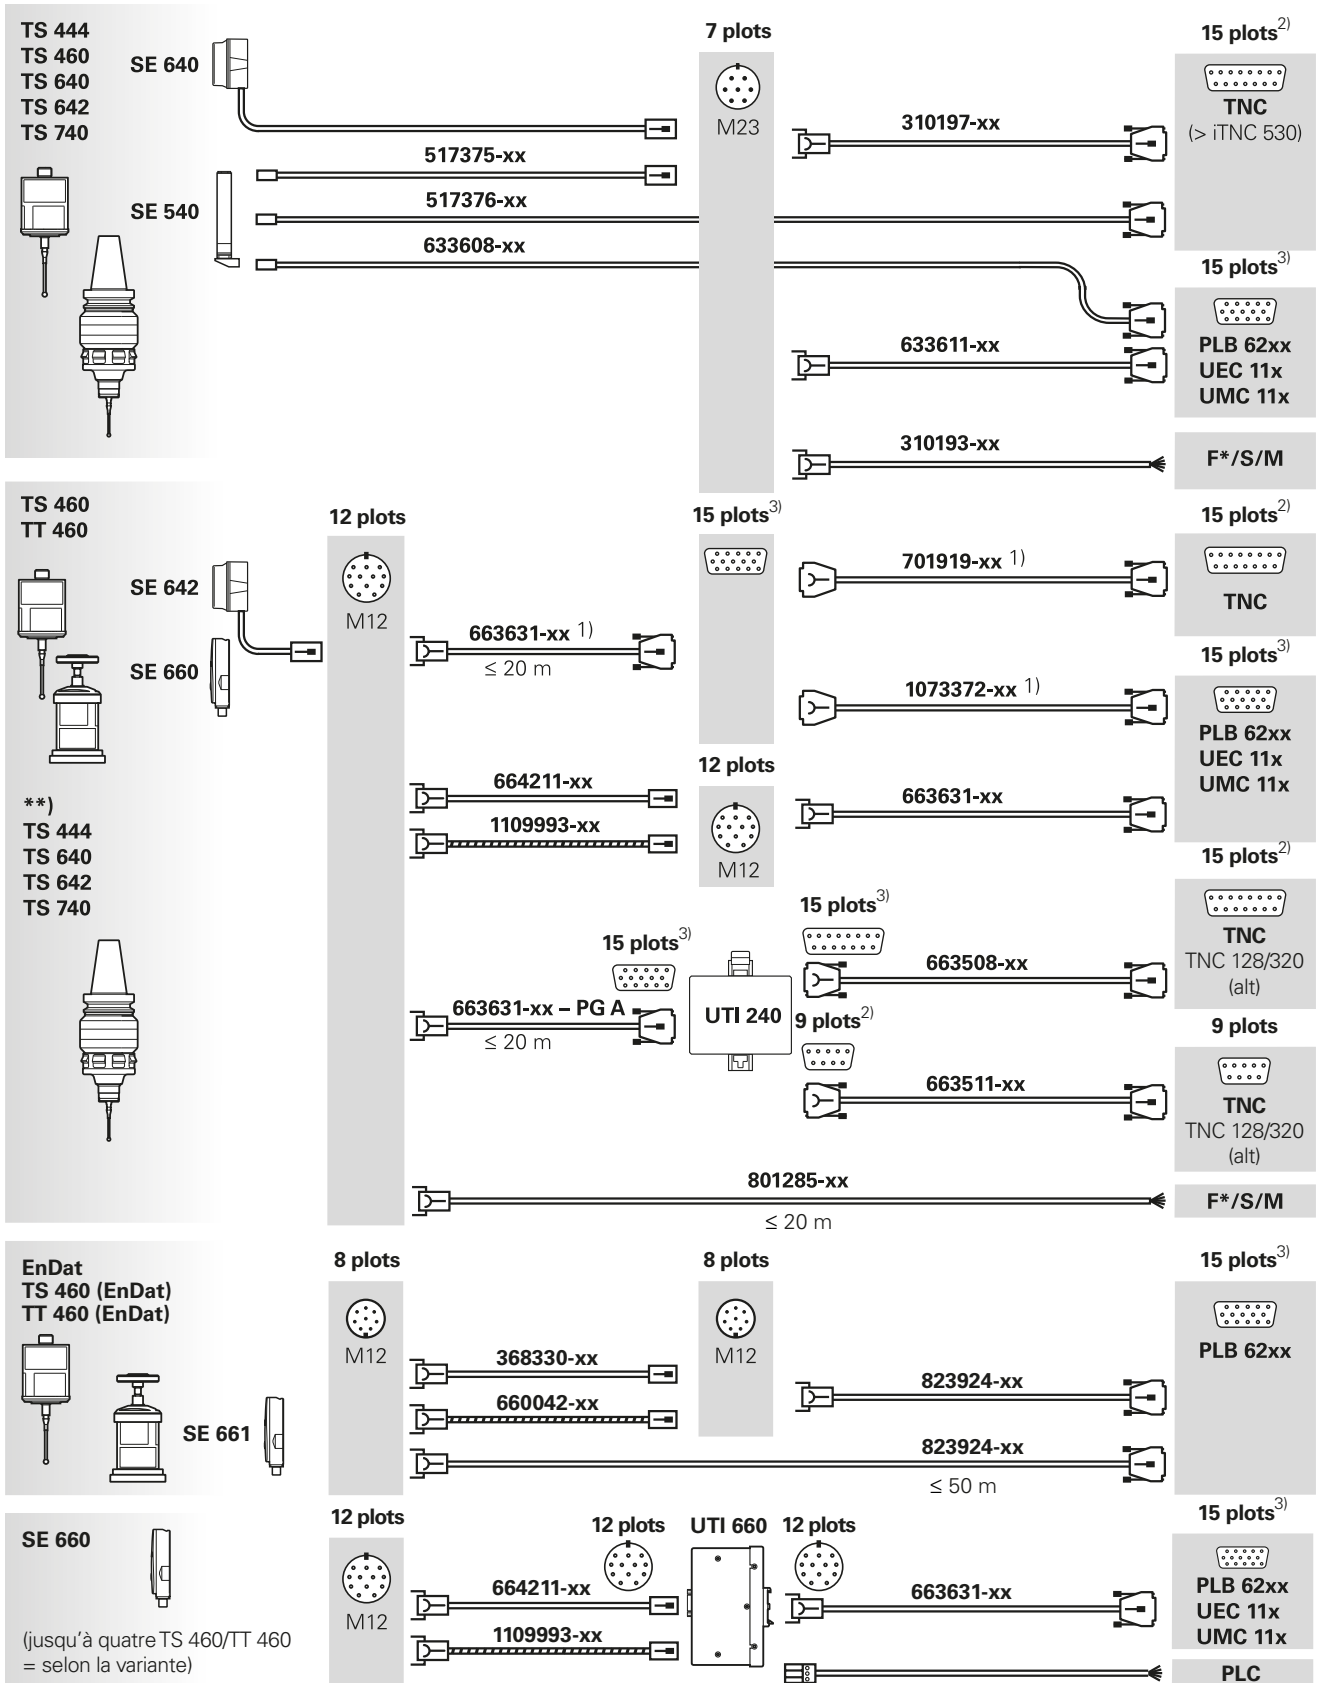 TS 444
TS 460
TS 640
TS 642
TS 740
SE 640
SE 540
7 plots
M23
15 plots2)
TNC
(> iTNC 530)
310197-xx
517375-xx
517376-xx
633608-xx
15 plots3)
PLB 62xx
UEC 11x
UMC 11x
633611-xx
310193-xx
F*/S/M
TS 460
TT 460
SE 642
SE 660
**)
TS 444
TS 640
TS 642
TS 740
12 plots
M12
663631-xx 1)
≤ 20 m
15 plots3)
701919-xx 1)
15 plots2)
TNC
1073372-xx 1)
15 plots3)
PLB 62xx
UEC 11x
UMC 11x
664211-xx
1109993-xx
12 plots
M12
663631-xx
15 plots3)
663631-xx – PG A
≤ 20 m
UTI 240
15 plots3)
663508-xx
15 plots2)
TNC
TNC 128/320
(alt)
9 plots2)
663511-xx
9 plots
TNC
TNC 128/320
(alt)
801285-xx
≤ 20 m
F*/S/M
EnDat
TS 460 (EnDat)
TT 460 (EnDat)
SE 661
8 plots
M12
368330-xx
660042-xx
8 plots
M12
823924-xx
823924-xx
≤ 50 m
15 plots3)
PLB 62xx
SE 660
(jusqu'à quatre TS 460/TT 460
= selon la variante)
12 plots
M12
664211-xx
1109993-xx
12 plots
UTI 660
12 plots
663631-xx
15 plots3)
PLB 62xx
UEC 11x
UMC 11x
PLC